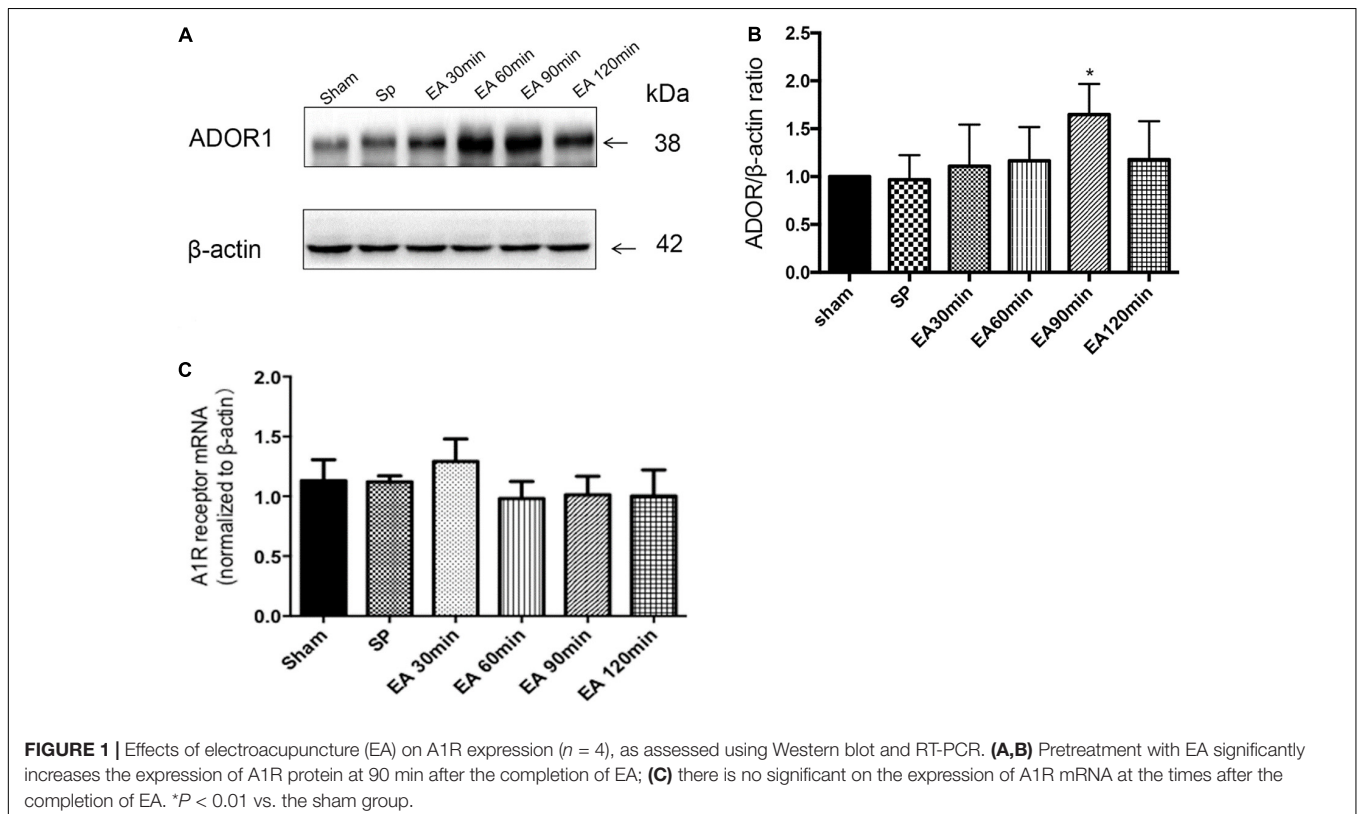 A
Sham Sp EA 30min EA 60min EA 90min EA 120min
kDa
ADOR1 ← 38
β-actin ← 42
B
ADOR/β-actin ratio
2.5
2.0
1.5
1.0
0.5
0.0
*
sham SP EA30min EA60min EA90min EA120min
C
A1R receptor mRNA
(normalized to β-actin)
2.0
1.5
1.0
0.5
0.0
Sham SP EA 30min EA 60min EA 90min EA 120min
FIGURE 1 | Effects of electroacupuncture (EA) on A1R expression (n = 4), as assessed using Western blot and RT-PCR. (A,B) Pretreatment with EA significantly
increases the expression of A1R protein at 90 min after the completion of EA; (C) there is no significant on the expression of A1R mRNA at the times after the
completion of EA. *P < 0.01 vs. the sham group.